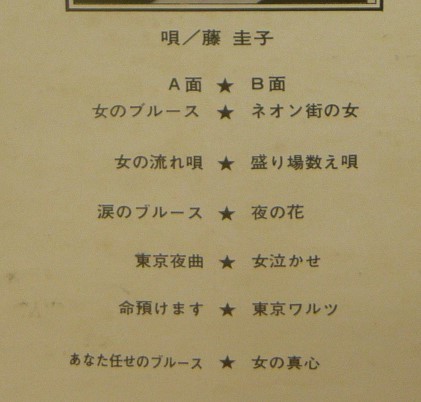 唄／藤 圭子
A面 ★ B面
女のブルース ★ ネオン街の女
女の流れ唄 ★ 盛り場数え唄
涙のブルース ★ 夜の花
東京夜曲 ★ 女泣かせ
命預けます ★ 東京ワルツ
あなた任せのブルース ★ 女の真心